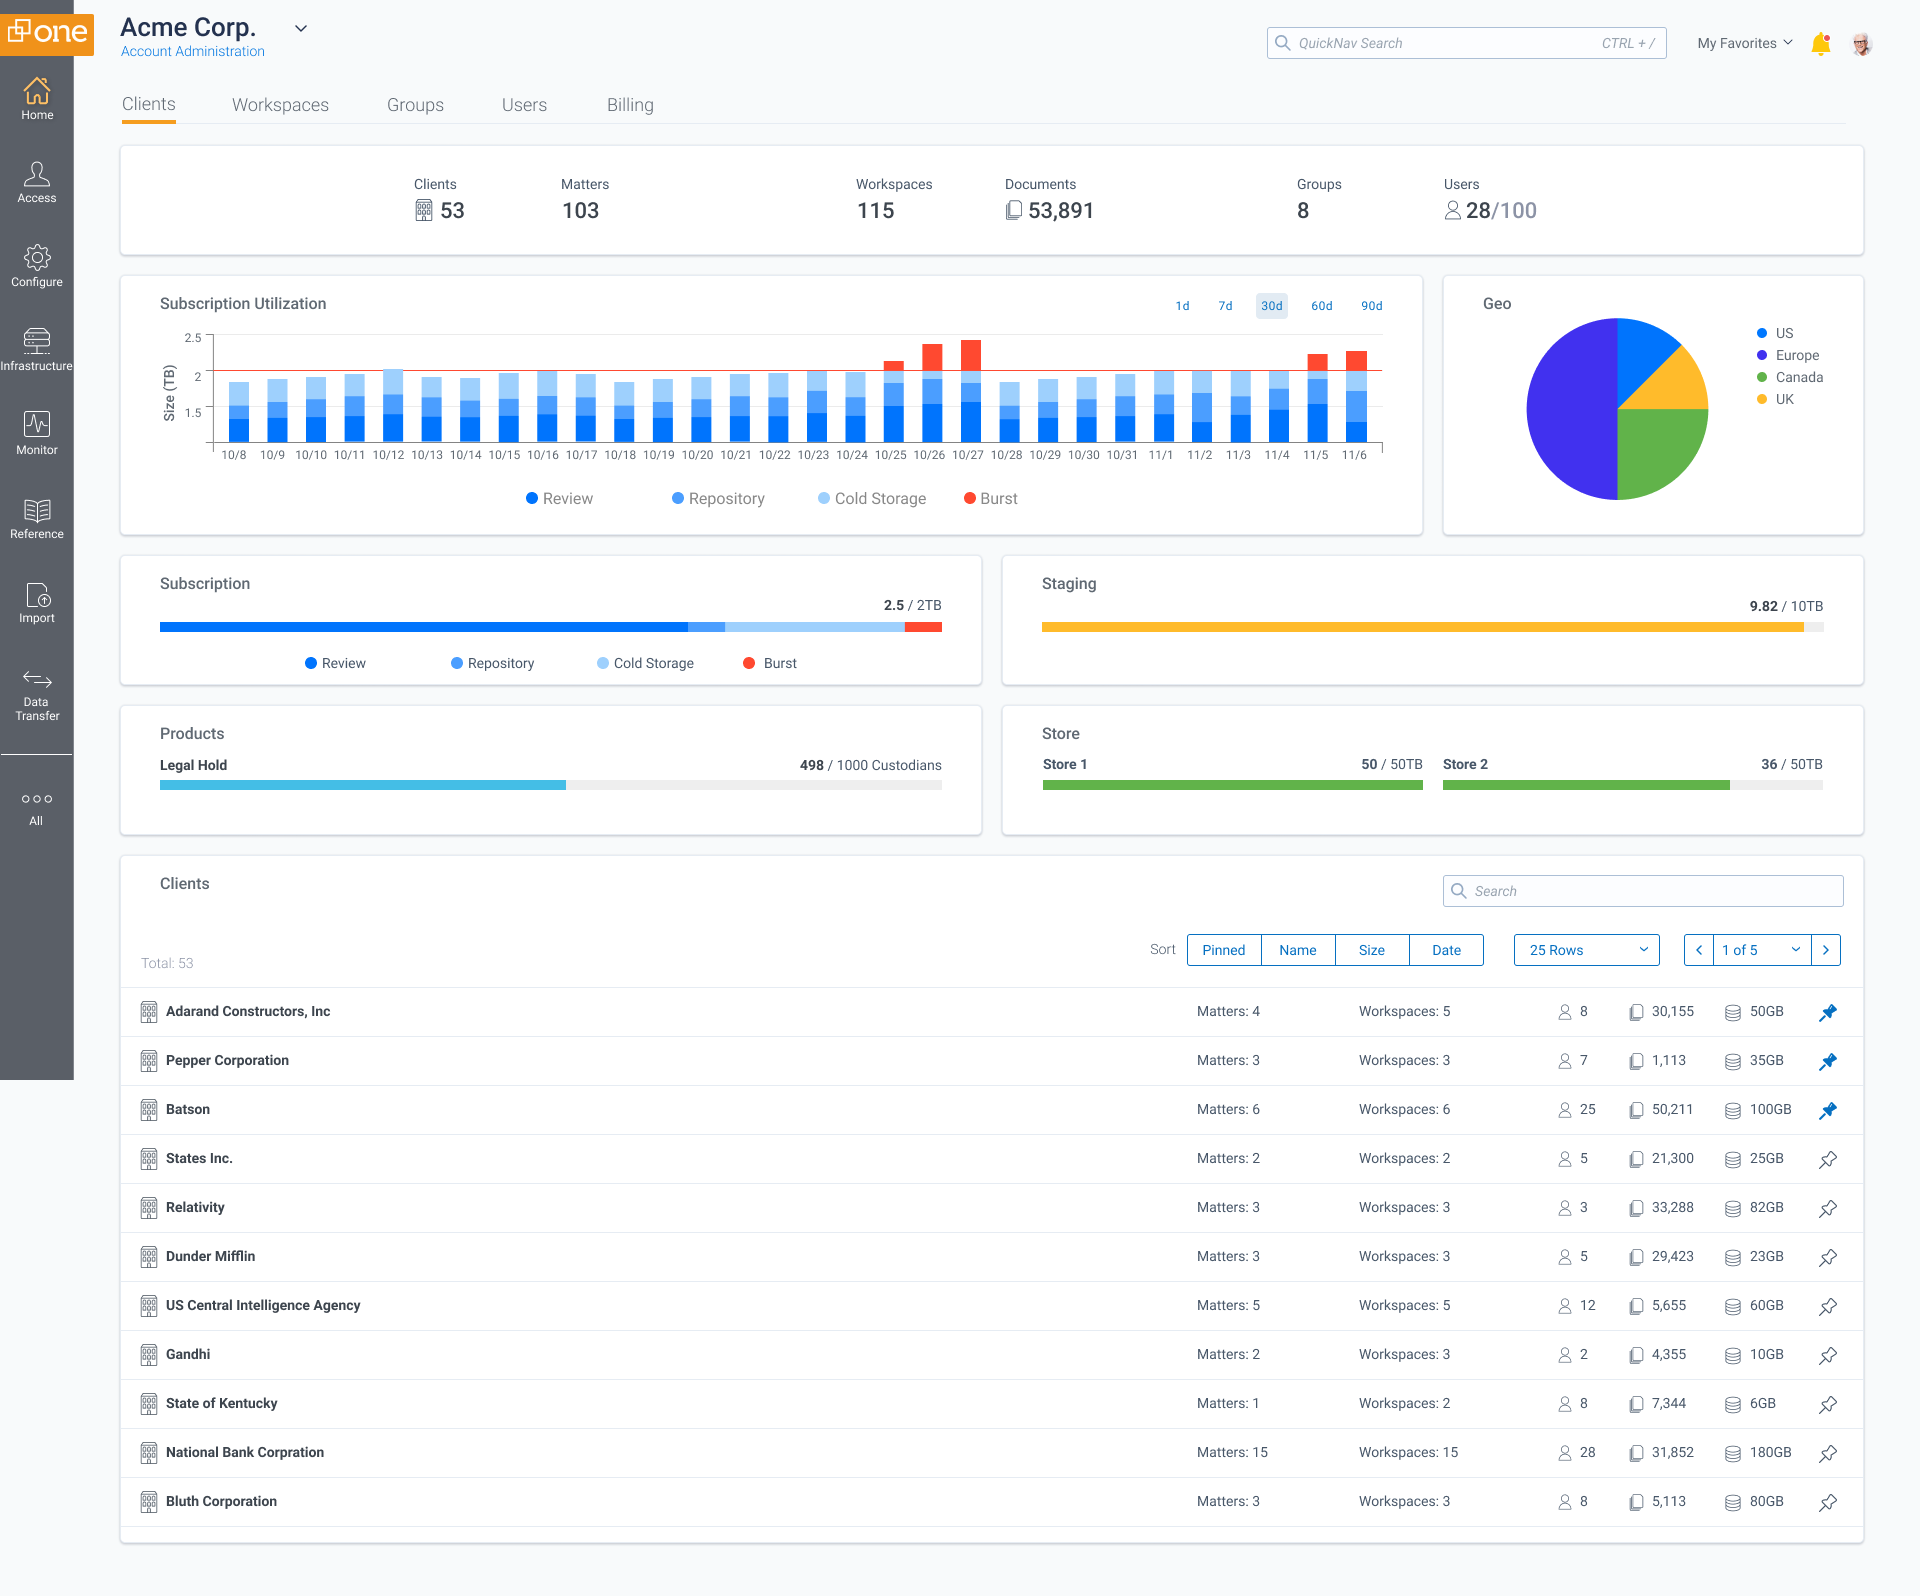 one
Acme Corp.
Account Administration
QuickNav Search CTRL + /
My Favorites
Home
Access
Configure
Infrastructure
Monitor
Reference
Import
Data
Transfer
All
Clients Workspaces Groups Users Billing
Clients Matters Workspaces Documents Groups Users
53 103 115 53,891 8 28/100
Subscription Utilization
1d 7d 30d 60d 90d
Size (TB)
2.5
2
1.5
10/8 10/9 10/10 10/11 10/12 10/13 10/14 10/15 10/16 10/17 10/18 10/19 10/20 10/21 10/22 10/23 10/24 10/25 10/26 10/27 10/28 10/29 10/30 10/31 11/1 11/2 11/3 11/4 11/5 11/6
Review Repository Cold Storage Burst
Geo
US
Europe
Canada
UK
Subscription
2.5 / 2TB
Review Repository Cold Storage Burst
Staging
9.82 / 10TB
Products
Legal Hold 498 / 1000 Custodians
Store
Store 1 50 / 50TB Store 2 36 / 50TB
Clients
Search
Total: 53
Sort Pinned Name Size Date 25 Rows 1 of 5
Adarand Constructors, Inc Matters: 4 Workspaces: 5 8 30,155 50GB
Pepper Corporation Matters: 3 Workspaces: 3 7 1,113 35GB
Batson Matters: 6 Workspaces: 6 25 50,211 100GB
States Inc. Matters: 2 Workspaces: 2 5 21,300 25GB
Relativity Matters: 3 Workspaces: 3 3 33,288 82GB
Dunder Mifflin Matters: 3 Workspaces: 3 5 29,423 23GB
US Central Intelligence Agency Matters: 5 Workspaces: 5 12 5,655 60GB
Gandhi Matters: 2 Workspaces: 3 2 4,355 10GB
State of Kentucky Matters: 1 Workspaces: 2 8 7,344 6GB
National Bank Corpration Matters: 15 Workspaces: 15 28 31,852 180GB
Bluth Corporation Matters: 3 Workspaces: 3 8 5,113 80GB